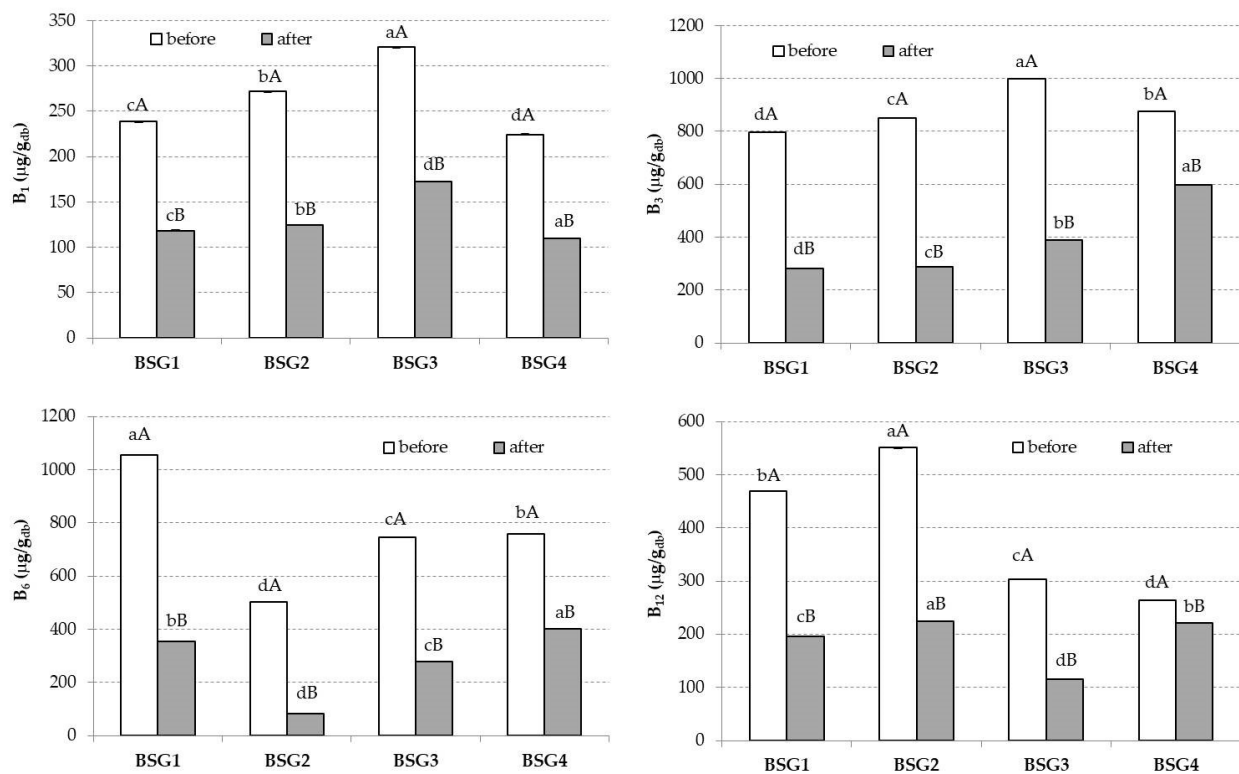 B₁ (µg/g_db)
350
300
250
200
150
100
50
0
before after
cA
cB
bA
bB
aA
dB
dA
aB
BSG1 BSG2 BSG3 BSG4
B₃ (µg/g_db)
1200
1000
800
600
400
200
0
before after
dA
dB
cA
cB
aA
bB
bA
aB
BSG1 BSG2 BSG3 BSG4
B₆ (µg/g_db)
1200
1000
800
600
400
200
0
before after
aA
bB
dA
dB
cA
cB
bA
aB
BSG1 BSG2 BSG3 BSG4
B₁₂ (µg/g_db)
600
500
400
300
200
100
0
before after
bA
cB
aA
aB
cA
dB
dA
bB
BSG1 BSG2 BSG3 BSG4